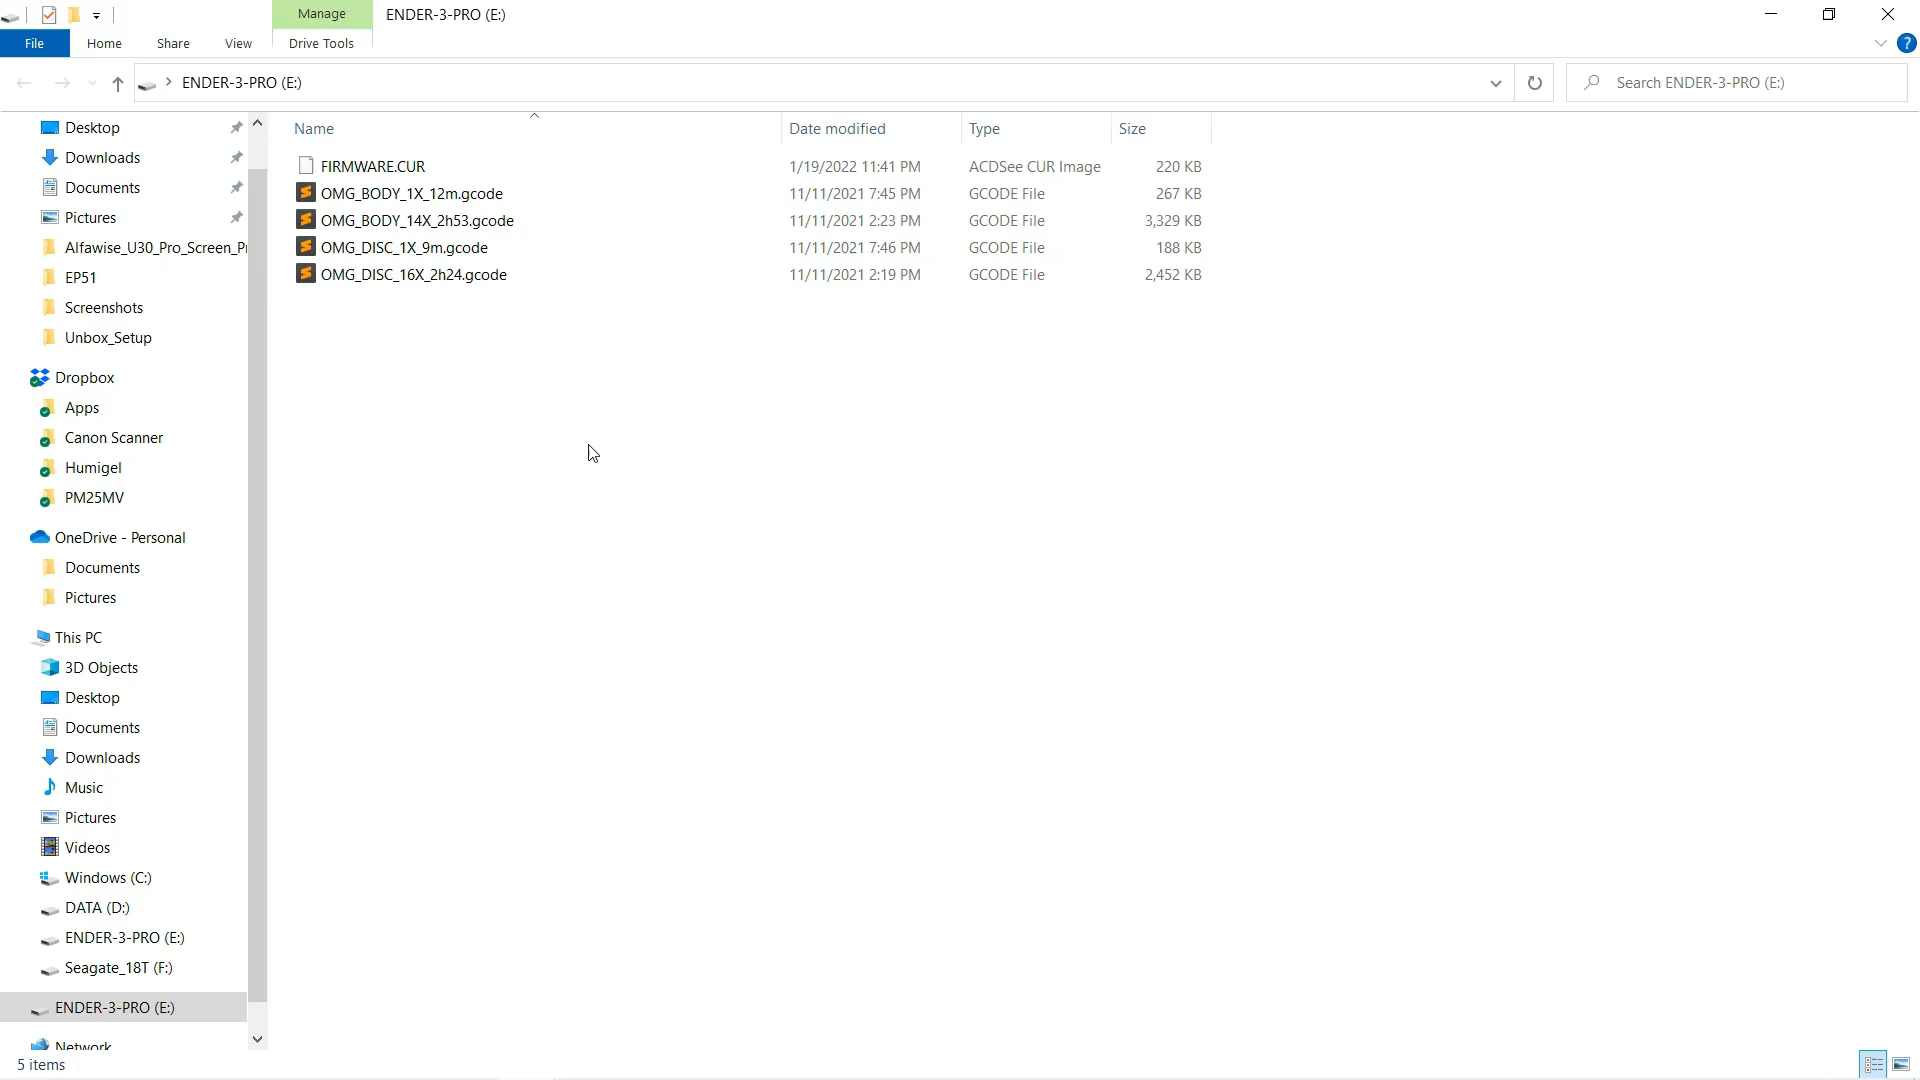 Manage
ENDER-3-PRO (E:)
File
Home
Share
View
Drive Tools
?
ENDER-3-PRO (E:)
Search ENDER-3-PRO (E:)
Name
Date modified
Type
Size
FIRMWARE.CUR 1/19/2022 11:41 PM ACDSee CUR Image 220 KB
OMG_BODY_1X_12m.gcode 11/11/2021 7:45 PM GCODE File 267 KB
OMG_BODY_14X_2h53.gcode 11/11/2021 2:23 PM GCODE File 3,329 KB
OMG_DISC_1X_9m.gcode 11/11/2021 7:46 PM GCODE File 188 KB
OMG_DISC_16X_2h24.gcode 11/11/2021 2:19 PM GCODE File 2,452 KB
Desktop
Downloads
Documents
Pictures
Alfawise_U30_Pro_Screen_Pr
EP51
Screenshots
Unbox_Setup
Dropbox
Apps
Canon Scanner
Humigel
PM25MV
OneDrive - Personal
Documents
Pictures
This PC
3D Objects
Desktop
Documents
Downloads
Music
Pictures
Videos
Windows (C:)
DATA (D:)
ENDER-3-PRO (E:)
Seagate_18T (F:)
ENDER-3-PRO (E:)
Network
5 items